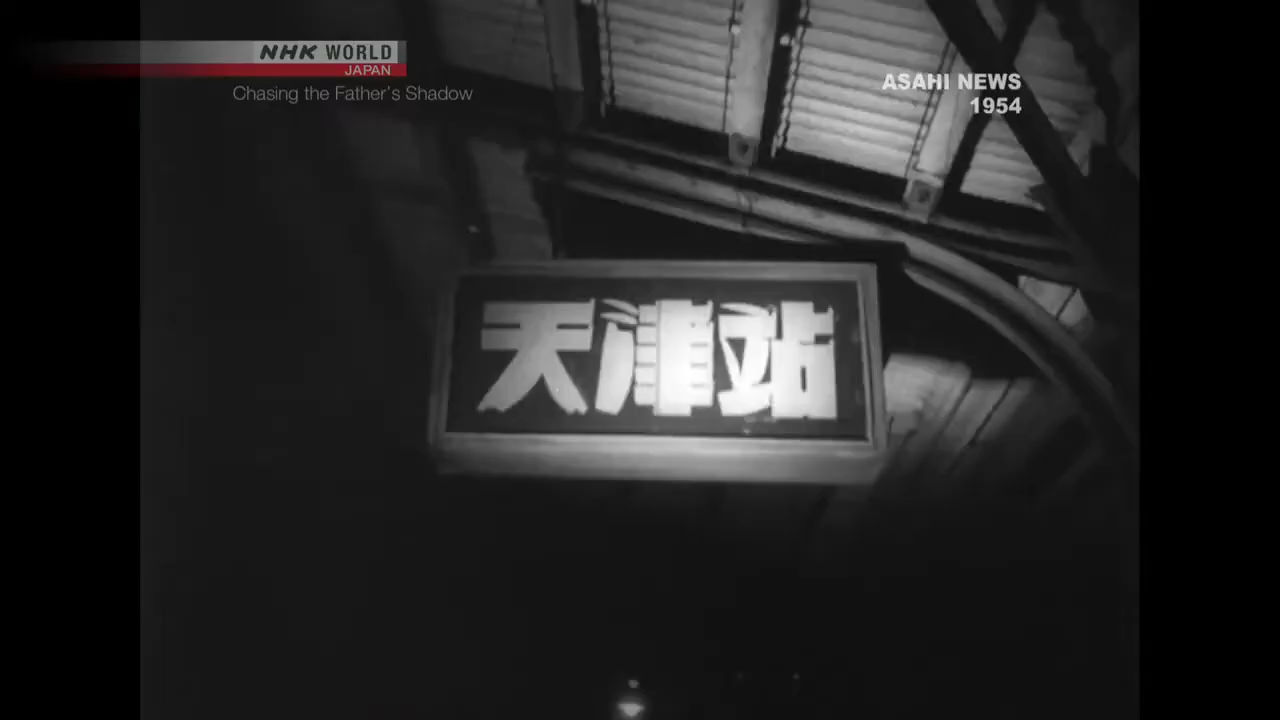 NHK WORLD
JAPAN
Chasing the Father's Shadow
ASAHI NEWS
1954
天津站